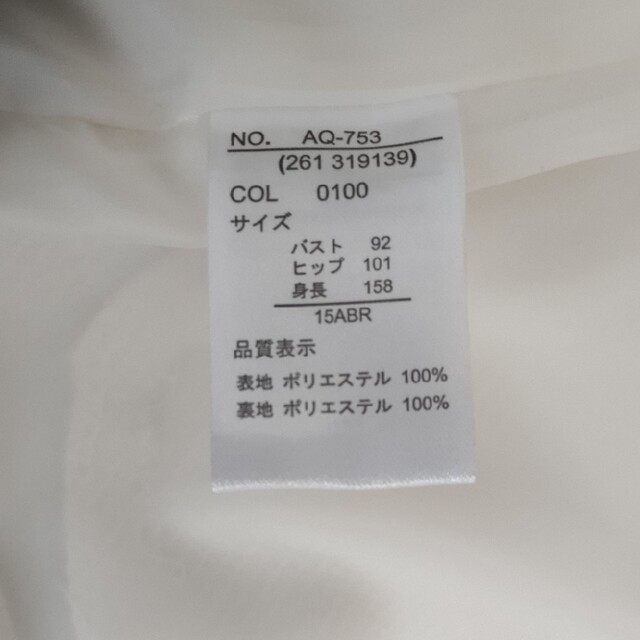 NO. AQ-753
(261 319139)
COL 0100
サイズ
バスト 92
ヒップ 101
身長 158
15ABR
品質表示
表地 ポリエステル 100%
裏地 ポリエステル 100%